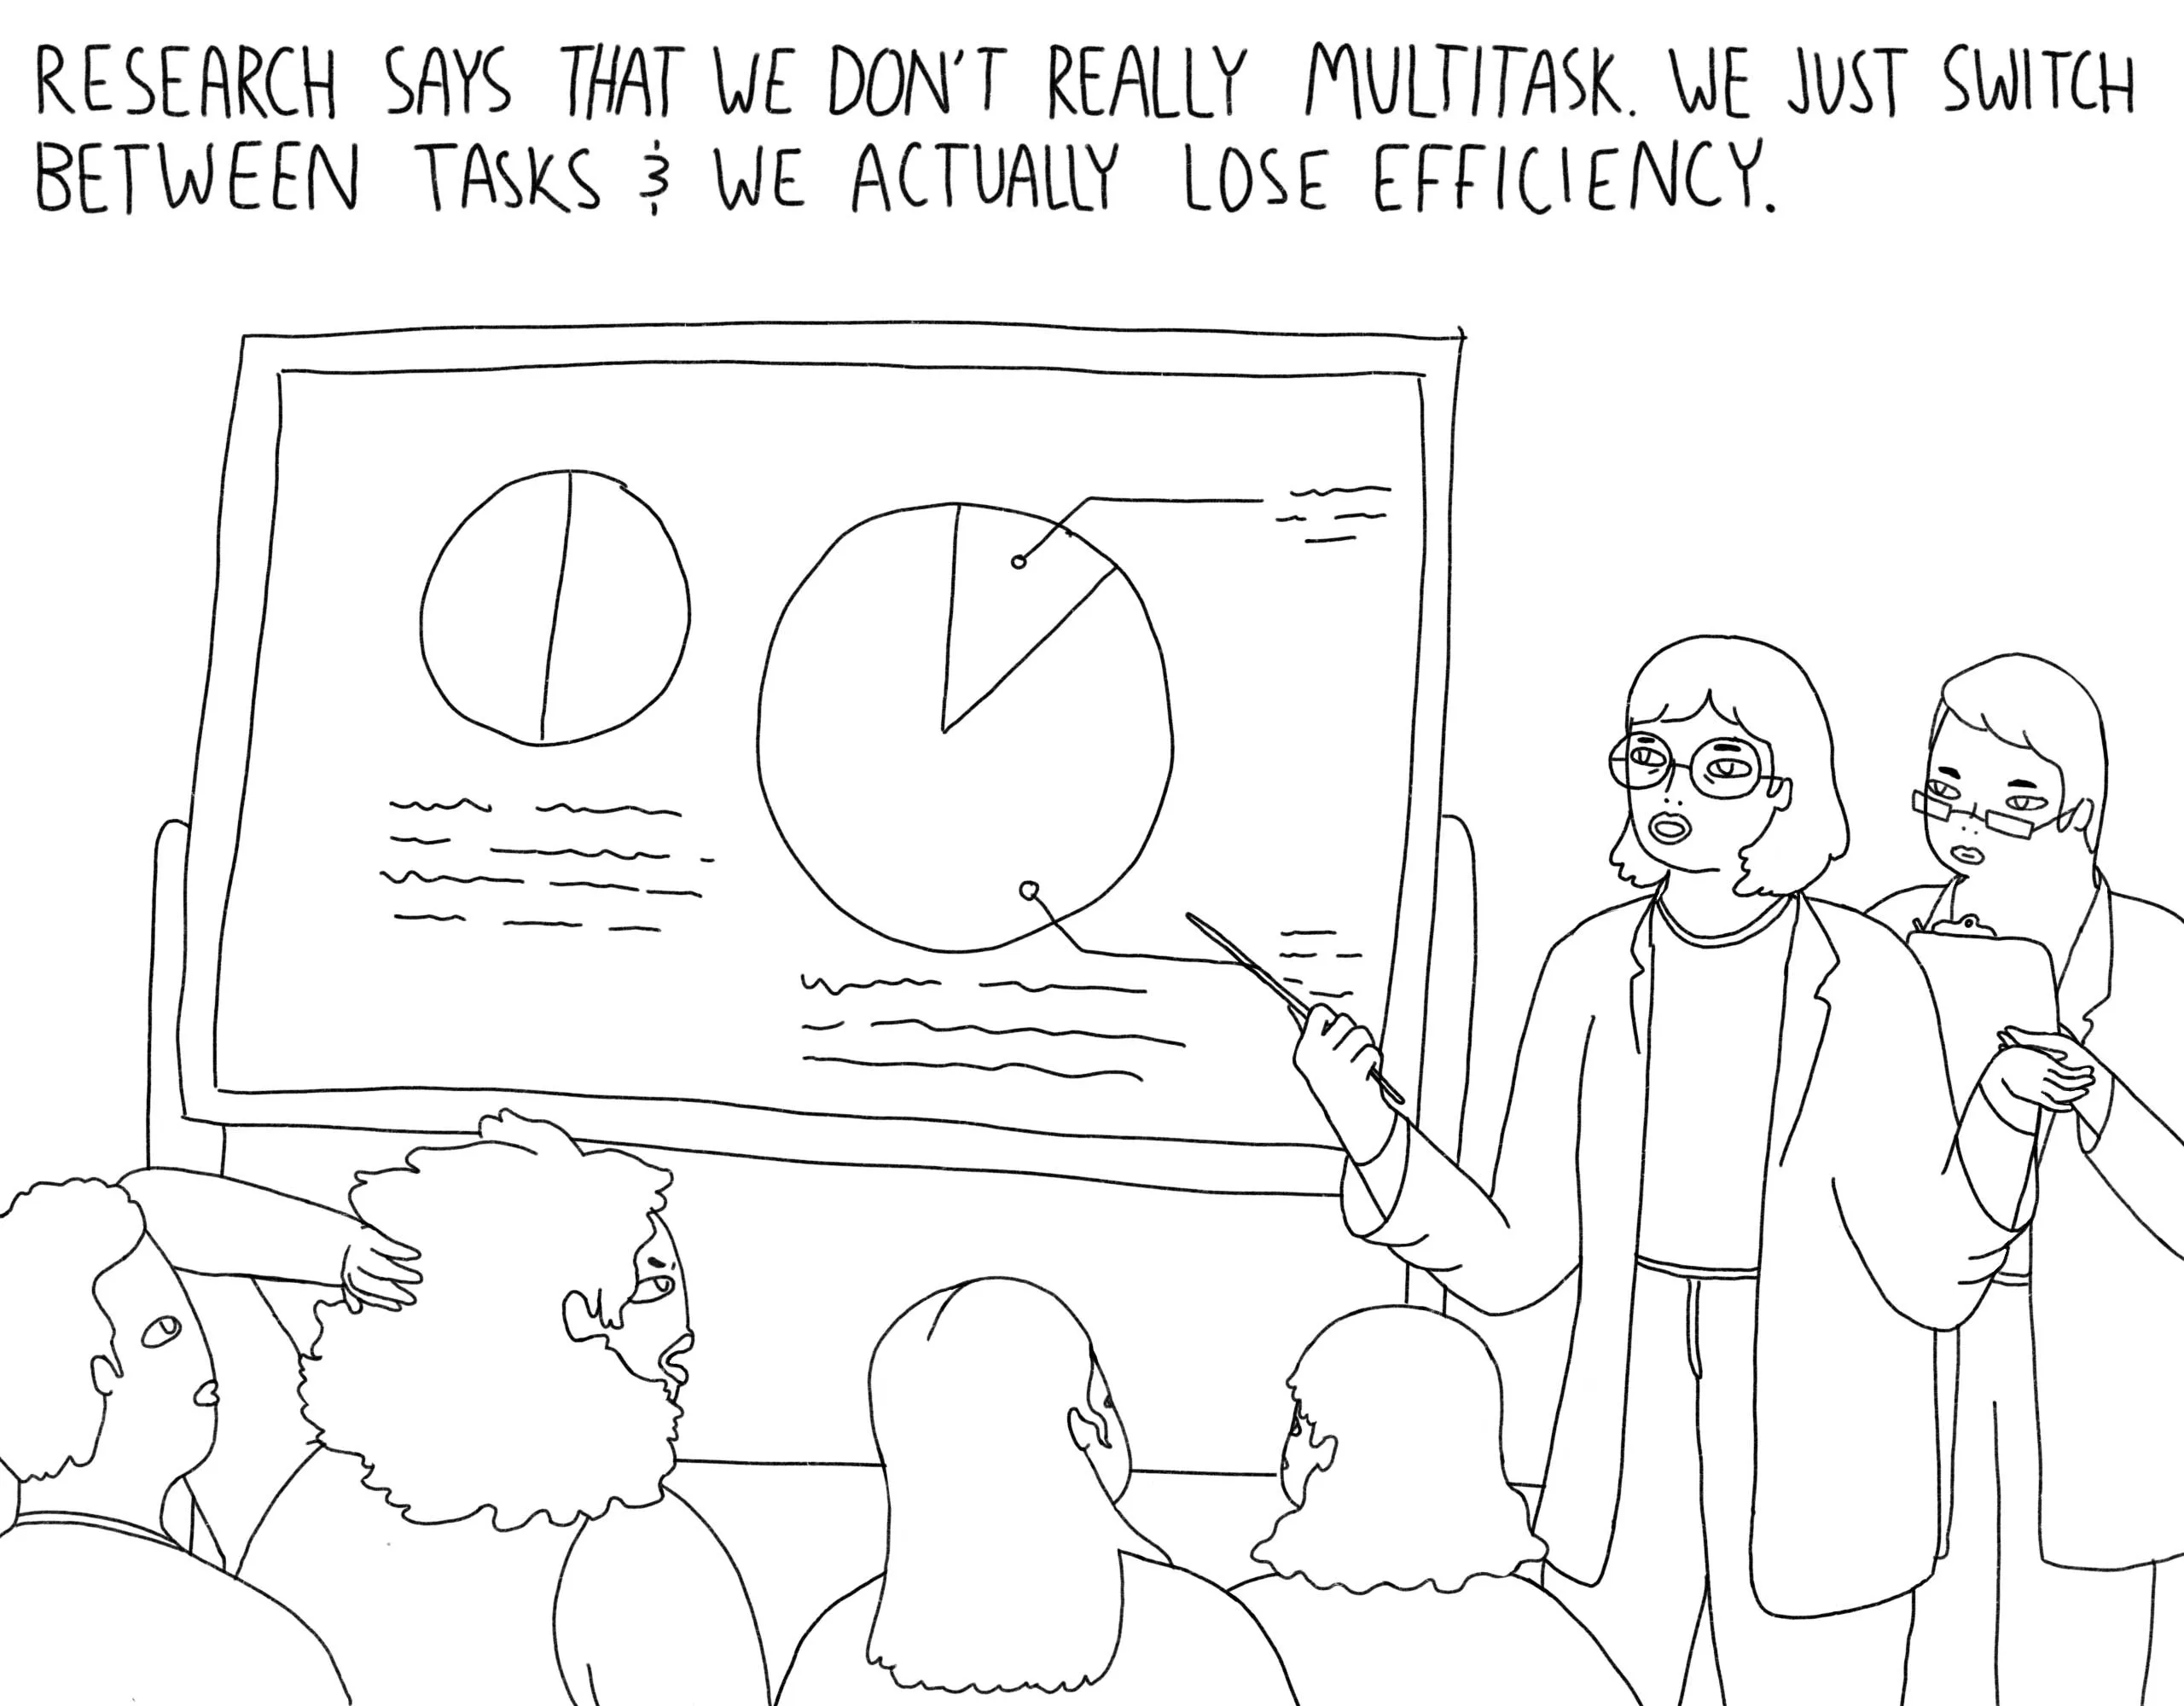 RESEARCH SAYS THAT WE DON'T REALLY MULTITASK. WE JUST SWITCH
BETWEEN TASKS & WE ACTUALLY LOSE EFFICIENCY.